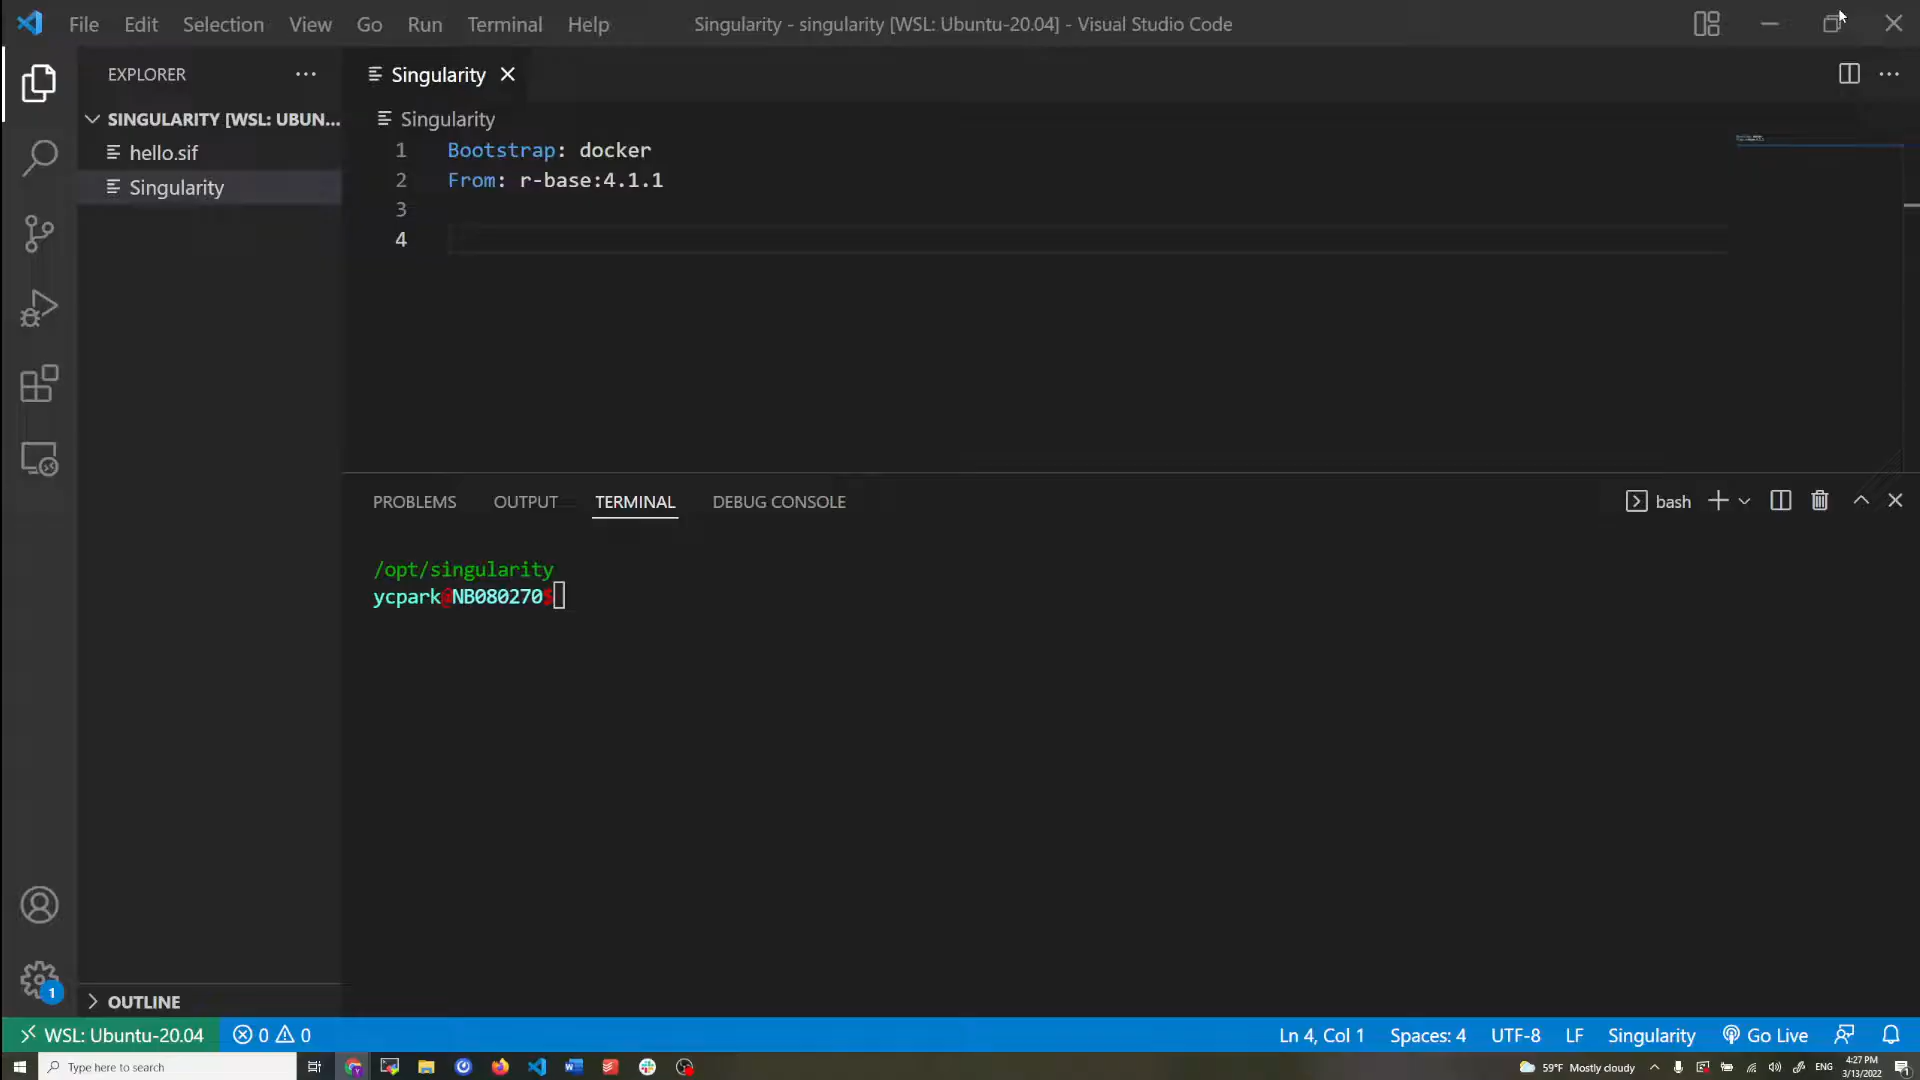 File Edit Selection View Go Run Terminal Help Singularity - singularity [WSL: Ubuntu-20.04] - Visual Studio Code
EXPLORER
Singularity
SINGULARITY [WSL: UBUN...
Singularity
hello.sif
Singularity
1 Bootstrap: docker
2 From: r-base:4.1.1
3
4
PROBLEMS OUTPUT TERMINAL DEBUG CONSOLE bash
/opt/singularity
ycpark@NB080270$
1
OUTLINE
WSL: Ubuntu-20.04 0 0 Ln 4, Col 1 Spaces: 4 UTF-8 LF Singularity Go Live
Type here to search 59°F Mostly cloudy ENG 4:27 PM
3/13/2022